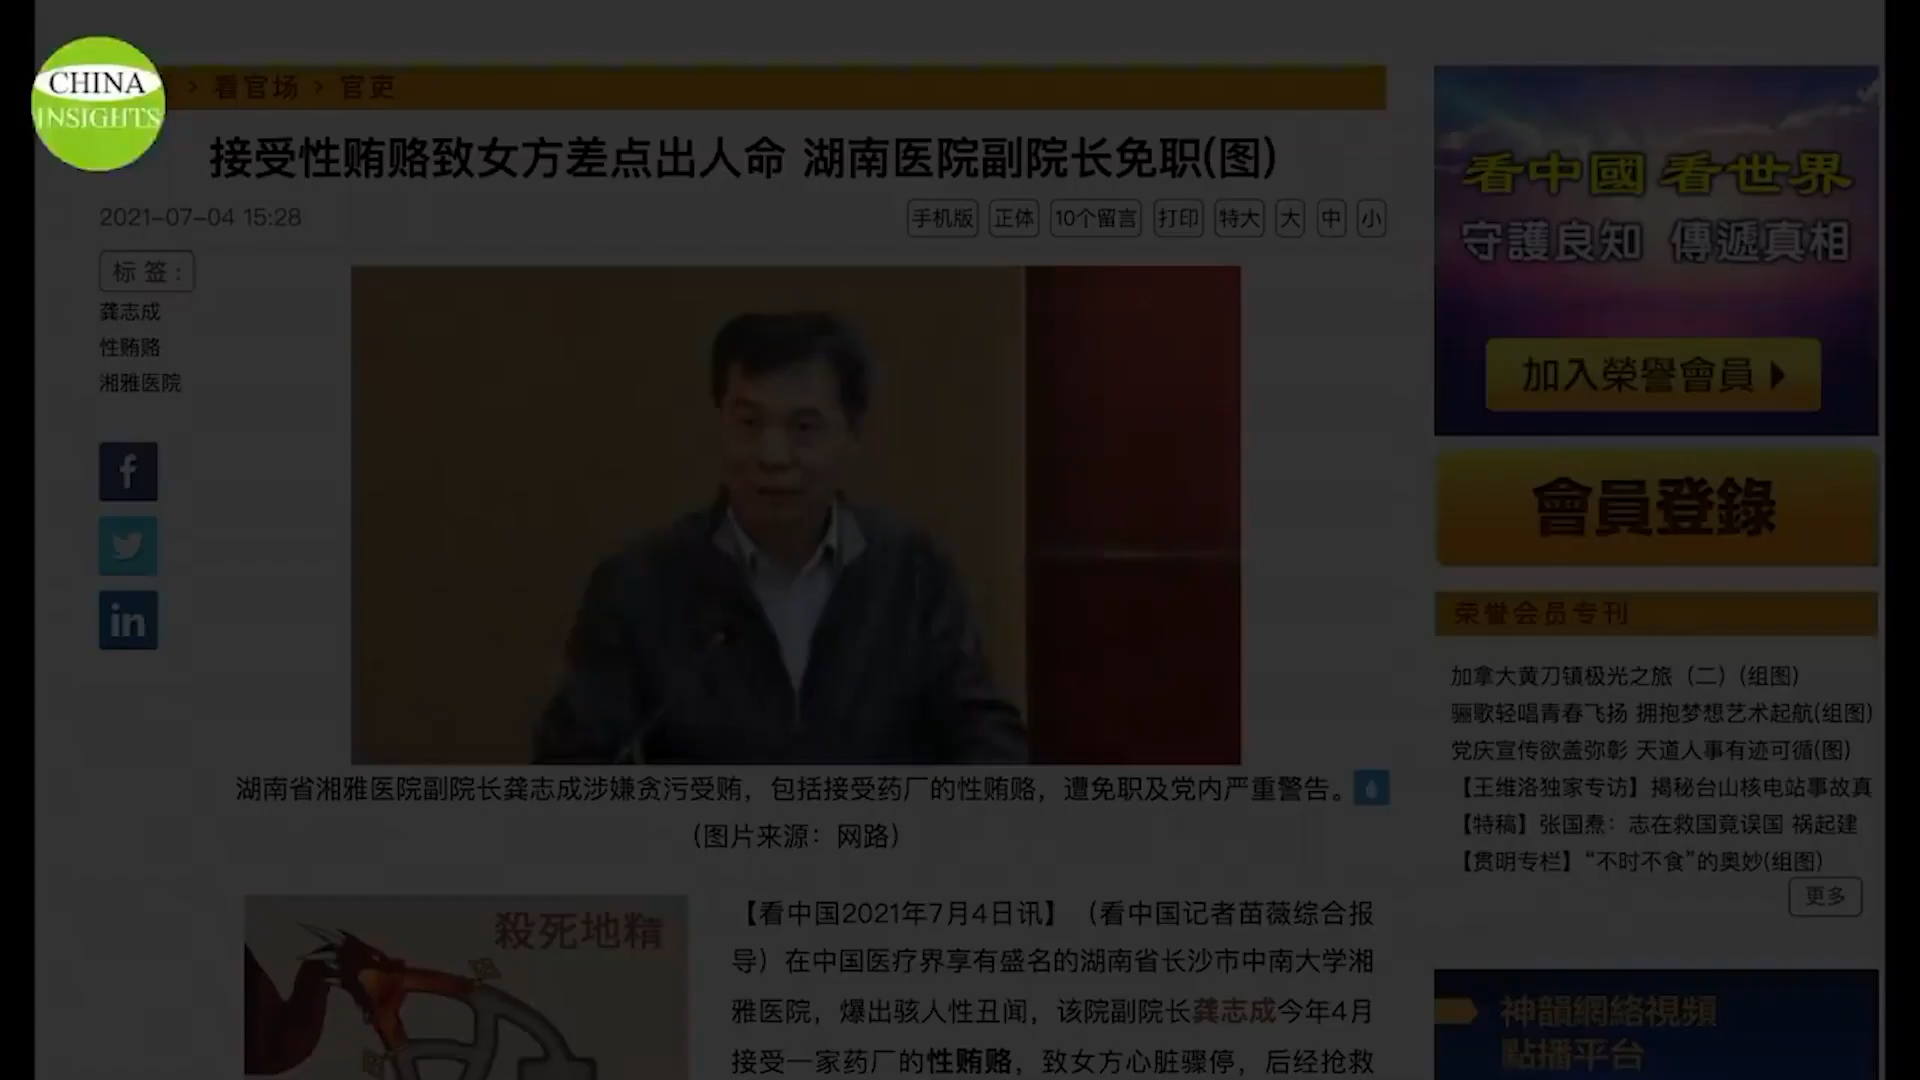 CHINA
INSIGHTS
> 看官场 > 官吏
接受性贿赂致女方差点出人命 湖南医院副院长免职(图)
2021-07-04 15:28
手机版 正体 10个留言 打印 特大 大 中 小
标签:
龚志成
性贿赂
湘雅医院
f
in
湖南省湘雅医院副院长龚志成涉嫌贪污受贿，包括接受药厂的性贿赂，遭免职及党内严重警告。
（图片来源：网路）
殺死地精
【看中国2021年7月4日讯】（看中国记者苗薇综合报
导）在中国医疗界享有盛名的湖南省长沙市中南大学湘
雅医院，爆出骇人性丑闻，该院副院长龚志成今年4月
接受一家药厂的性贿赂，致女方心脏骤停，后经抢救
看中國 看世界
守護良知 傳遞真相
加入榮譽會員
會員登錄
荣誉会员专刊
加拿大黄刀镇极光之旅（二）(组图)
骊歌轻唱青春飞扬 拥抱梦想艺术起航(组图)
党庆宣传欲盖弥彰 天道人事有迹可循(图)
【王维洛独家专访】揭秘台山核电站事故真
【特稿】张国焘：志在救国竟误国 祸起建
【贯明专栏】“不时不食”的奥妙(组图)
更多
神韻網絡視頻
點播平台